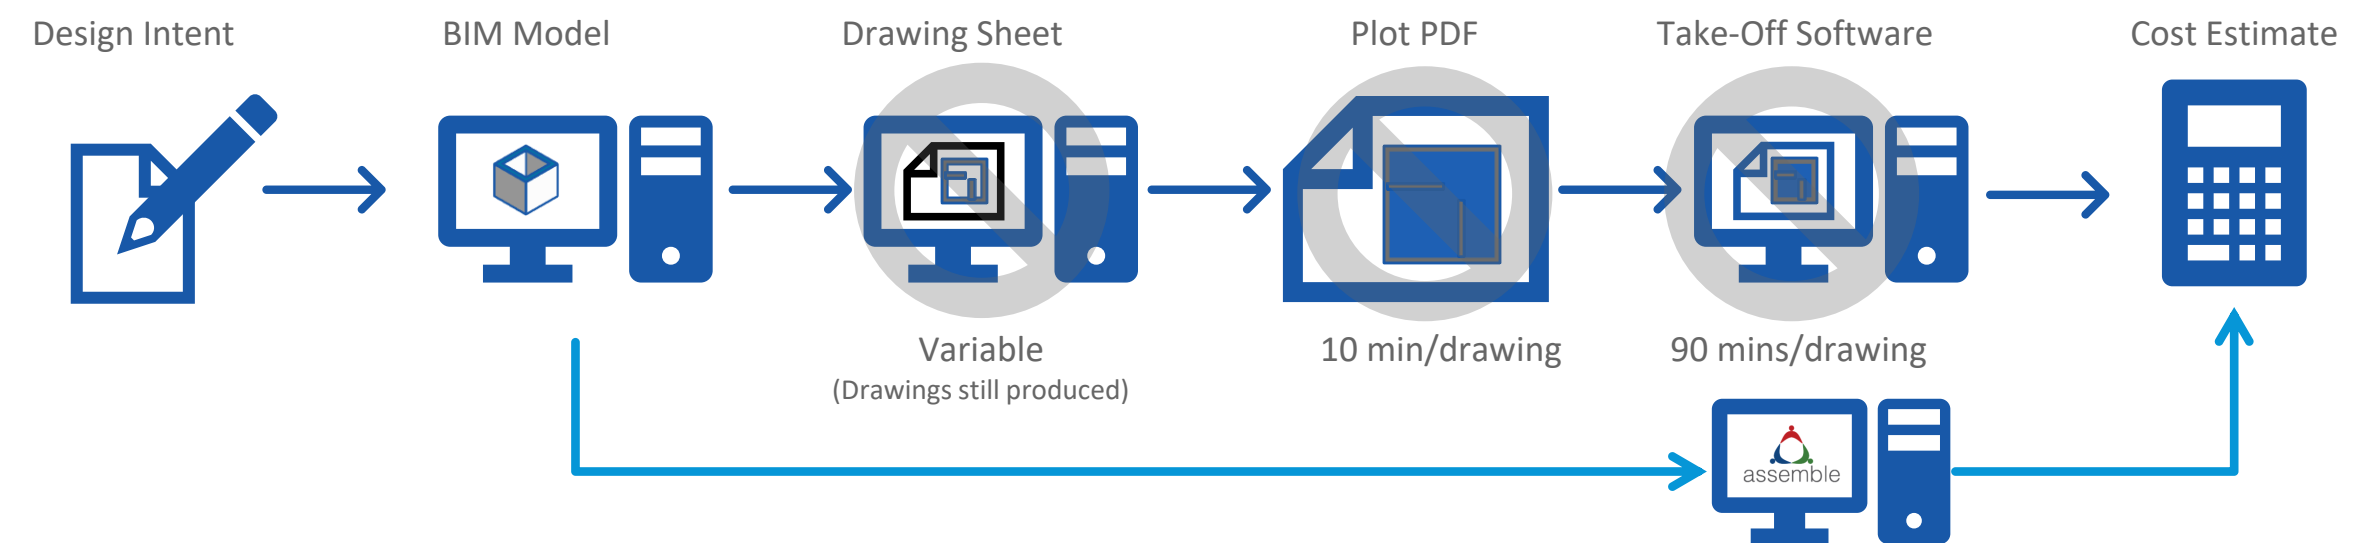 Design Intent
BIM Model
Drawing Sheet
Plot PDF
Take-Off Software
Cost Estimate
Variable
(Drawings still produced)
10 min/drawing
90 mins/drawing
assemble